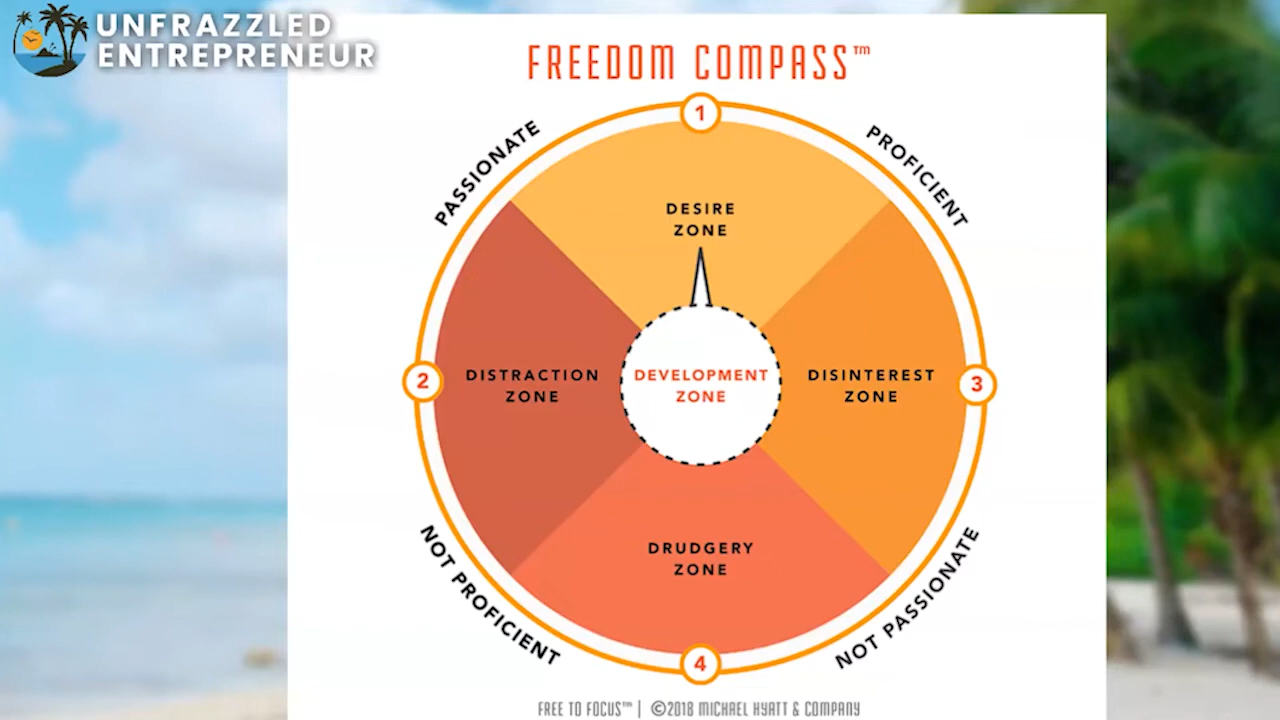 UNFRAZZLED
ENTREPRENEUR
FREEDOM COMPASS™
1
PASSIONATE
PROFICIENT
DESIRE
ZONE
2
DISTRACTION
ZONE
DEVELOPMENT
ZONE
DISINTEREST
ZONE
3
DRUDGERY
ZONE
NOT PROFICIENT
NOT PASSIONATE
4
FREE TO FOCUS™ | ©2018 MICHAEL HYATT & COMPANY